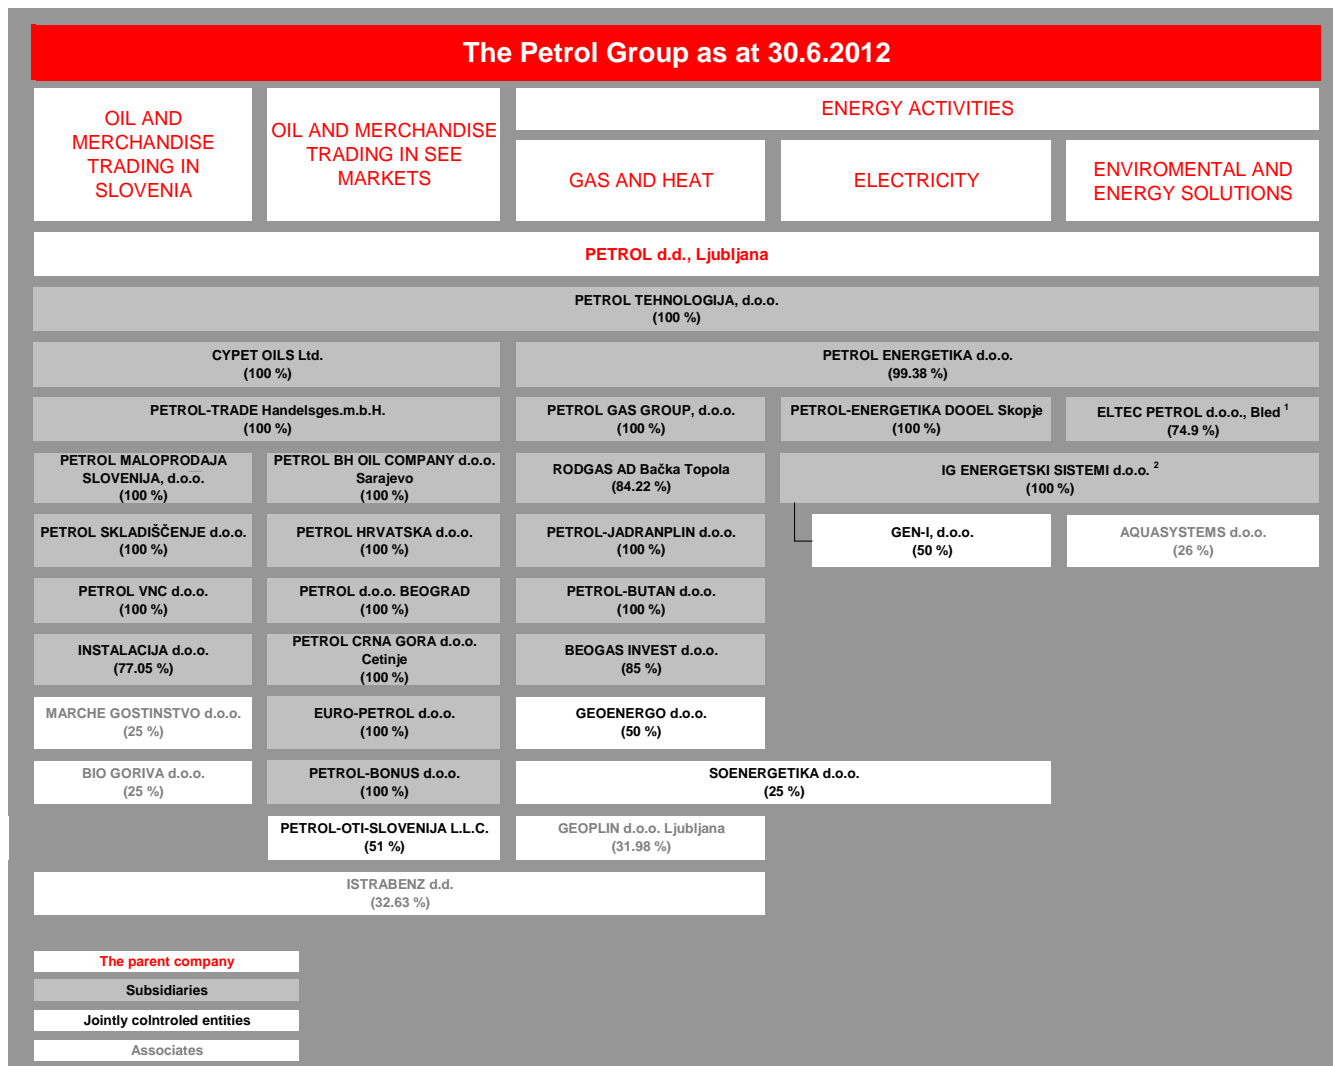 The Petrol Group as at 30.6.2012
OIL AND
MERCHANDISE
TRADING IN
SLOVENIA
OIL AND MERCHANDISE
TRADING IN SEE
MARKETS
ENERGY ACTIVITIES
GAS AND HEAT
ELECTRICITY
ENVIROMENTAL AND
ENERGY SOLUTIONS
PETROL d.d., Ljubljana
PETROL TEHNOLOGIJA, d.o.o.
(100 %)
CYPET OILS Ltd.
(100 %)
PETROL ENERGETIKA d.o.o.
(99.38 %)
PETROL-TRADE Handelsges.m.b.H.
(100 %)
PETROL GAS GROUP, d.o.o.
(100 %)
PETROL-ENERGETIKA DOOEL Skopje
(100 %)
ELTEC PETROL d.o.o., Bled 1
(74.9 %)
PETROL MALOPRODAJA
SLOVENIJA, d.o.o.
(100 %)
PETROL BH OIL COMPANY d.o.o.
Sarajevo
(100 %)
RODGAS AD Bačka Topola
(84.22 %)
IG ENERGETSKI SISTEMI d.o.o. 2
(100 %)
PETROL SKLADIŠČENJE d.o.o.
(100 %)
PETROL HRVATSKA d.o.o.
(100 %)
PETROL-JADRANPLIN d.o.o.
(100 %)
GEN-I, d.o.o.
(50 %)
AQUASYSTEMS d.o.o.
(26 %)
PETROL VNC d.o.o.
(100 %)
PETROL d.o.o. BEOGRAD
(100 %)
PETROL-BUTAN d.o.o.
(100 %)
INSTALACIJA d.o.o.
(77.05 %)
PETROL CRNA GORA d.o.o.
Cetinje
(100 %)
BEOGAS INVEST d.o.o.
(85 %)
MARCHE GOSTINSTVO d.o.o.
(25 %)
EURO-PETROL d.o.o.
(100 %)
GEOENERGO d.o.o.
(50 %)
BIO GORIVA d.o.o.
(25 %)
PETROL-BONUS d.o.o.
(100 %)
SOENERGETIKA d.o.o.
(25 %)
PETROL-OTI-SLOVENIJA L.L.C.
(51 %)
GEOPLIN d.o.o. Ljubljana
(31.98 %)
ISTRABENZ d.d.
(32.63 %)
The parent company
Subsidiaries
Jointly colntroled entities
Associates